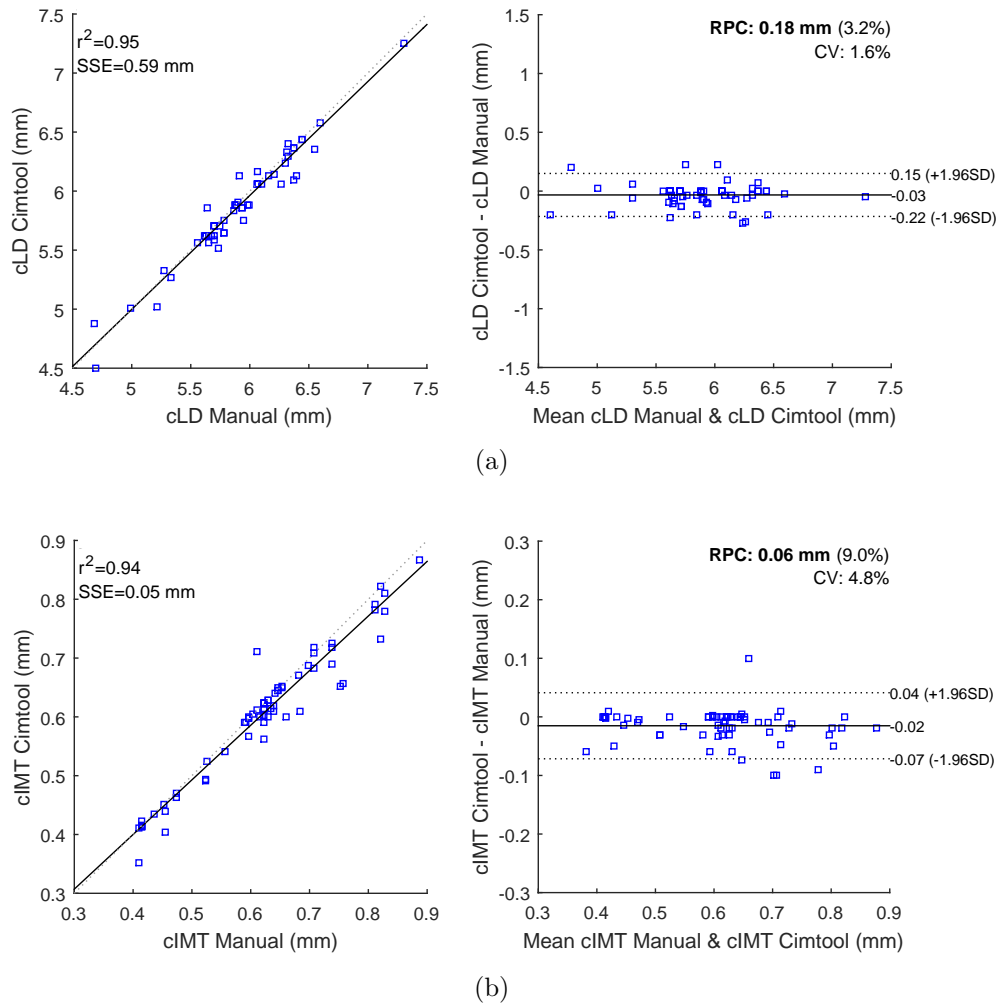 7.5
7
6.5
6
5.5
5
4.5
cLD Cimtool (mm)
r²=0.95
SSE=0.59 mm
4.5 5 5.5 6 6.5 7 7.5
cLD Manual (mm)
1.5
1
0.5
0
-0.5
-1
-1.5
cLD Cimtool - cLD Manual (mm)
RPC: 0.18 mm (3.2%)
CV: 1.6%
0.15 (+1.96SD)
-0.03
-0.22 (-1.96SD)
4.5 5 5.5 6 6.5 7 7.5
Mean cLD Manual & cLD Cimtool (mm)
(a)
0.9
0.8
0.7
0.6
0.5
0.4
0.3
cIMT Cimtool (mm)
r²=0.94
SSE=0.05 mm
0.3 0.4 0.5 0.6 0.7 0.8 0.9
cIMT Manual (mm)
0.3
0.2
0.1
0
-0.1
-0.2
-0.3
cIMT Cimtool - cIMT Manual (mm)
RPC: 0.06 mm (9.0%)
CV: 4.8%
0.04 (+1.96SD)
-0.02
-0.07 (-1.96SD)
0.3 0.4 0.5 0.6 0.7 0.8 0.9
Mean cIMT Manual & cIMT Cimtool (mm)
(b)